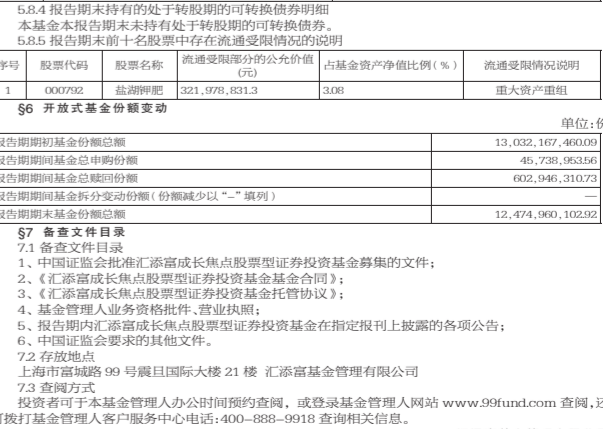 5.8.4 报告期末持有的处于转股期的可转换债券明细
本基金本报告期末未持有处于转股期的可转换债券。
5.8.5 报告期末前十名股票中存在流通受限情况的说明
序号 股票代码 股票名称 流通受限部分的公允价值(元) 占基金资产净值比例(%) 流通受限情况说明
1 000792 盐湖钾肥 321,978,831.3 3.08 重大资产重组
§6 开放式基金份额变动
单位:份
报告期期初基金份额总额 13,032,167,460.09
报告期期间基金总申购份额 45,738,953.56
报告期期间基金总赎回份额 602,946,310.73
报告期期间基金拆分变动份额(份额减少以“-”填列) —
报告期期末基金份额总额 12,474,960,102.92
§7 备查文件目录
7.1 备查文件目录
1、中国证监会批准汇添富成长焦点股票型证券投资基金募集的文件;
2、《汇添富成长焦点股票型证券投资基金基金合同》;
3、《汇添富成长焦点股票型证券投资基金托管协议》;
4、基金管理人业务资格批件、营业执照;
5、报告期内汇添富成长焦点股票型证券投资基金在指定报刊上披露的各项公告;
6、中国证监会要求的其他文件。
7.2 存放地点
上海市富城路 99 号震旦国际大楼 21 楼 汇添富基金管理有限公司
7.3 查阅方式
投资者可于本基金管理人办公时间预约查阅，或登录基金管理人网站 www.99fund.com 查阅,还
可拨打基金管理人客户服务中心电话:400-888-9918 查询相关信息。